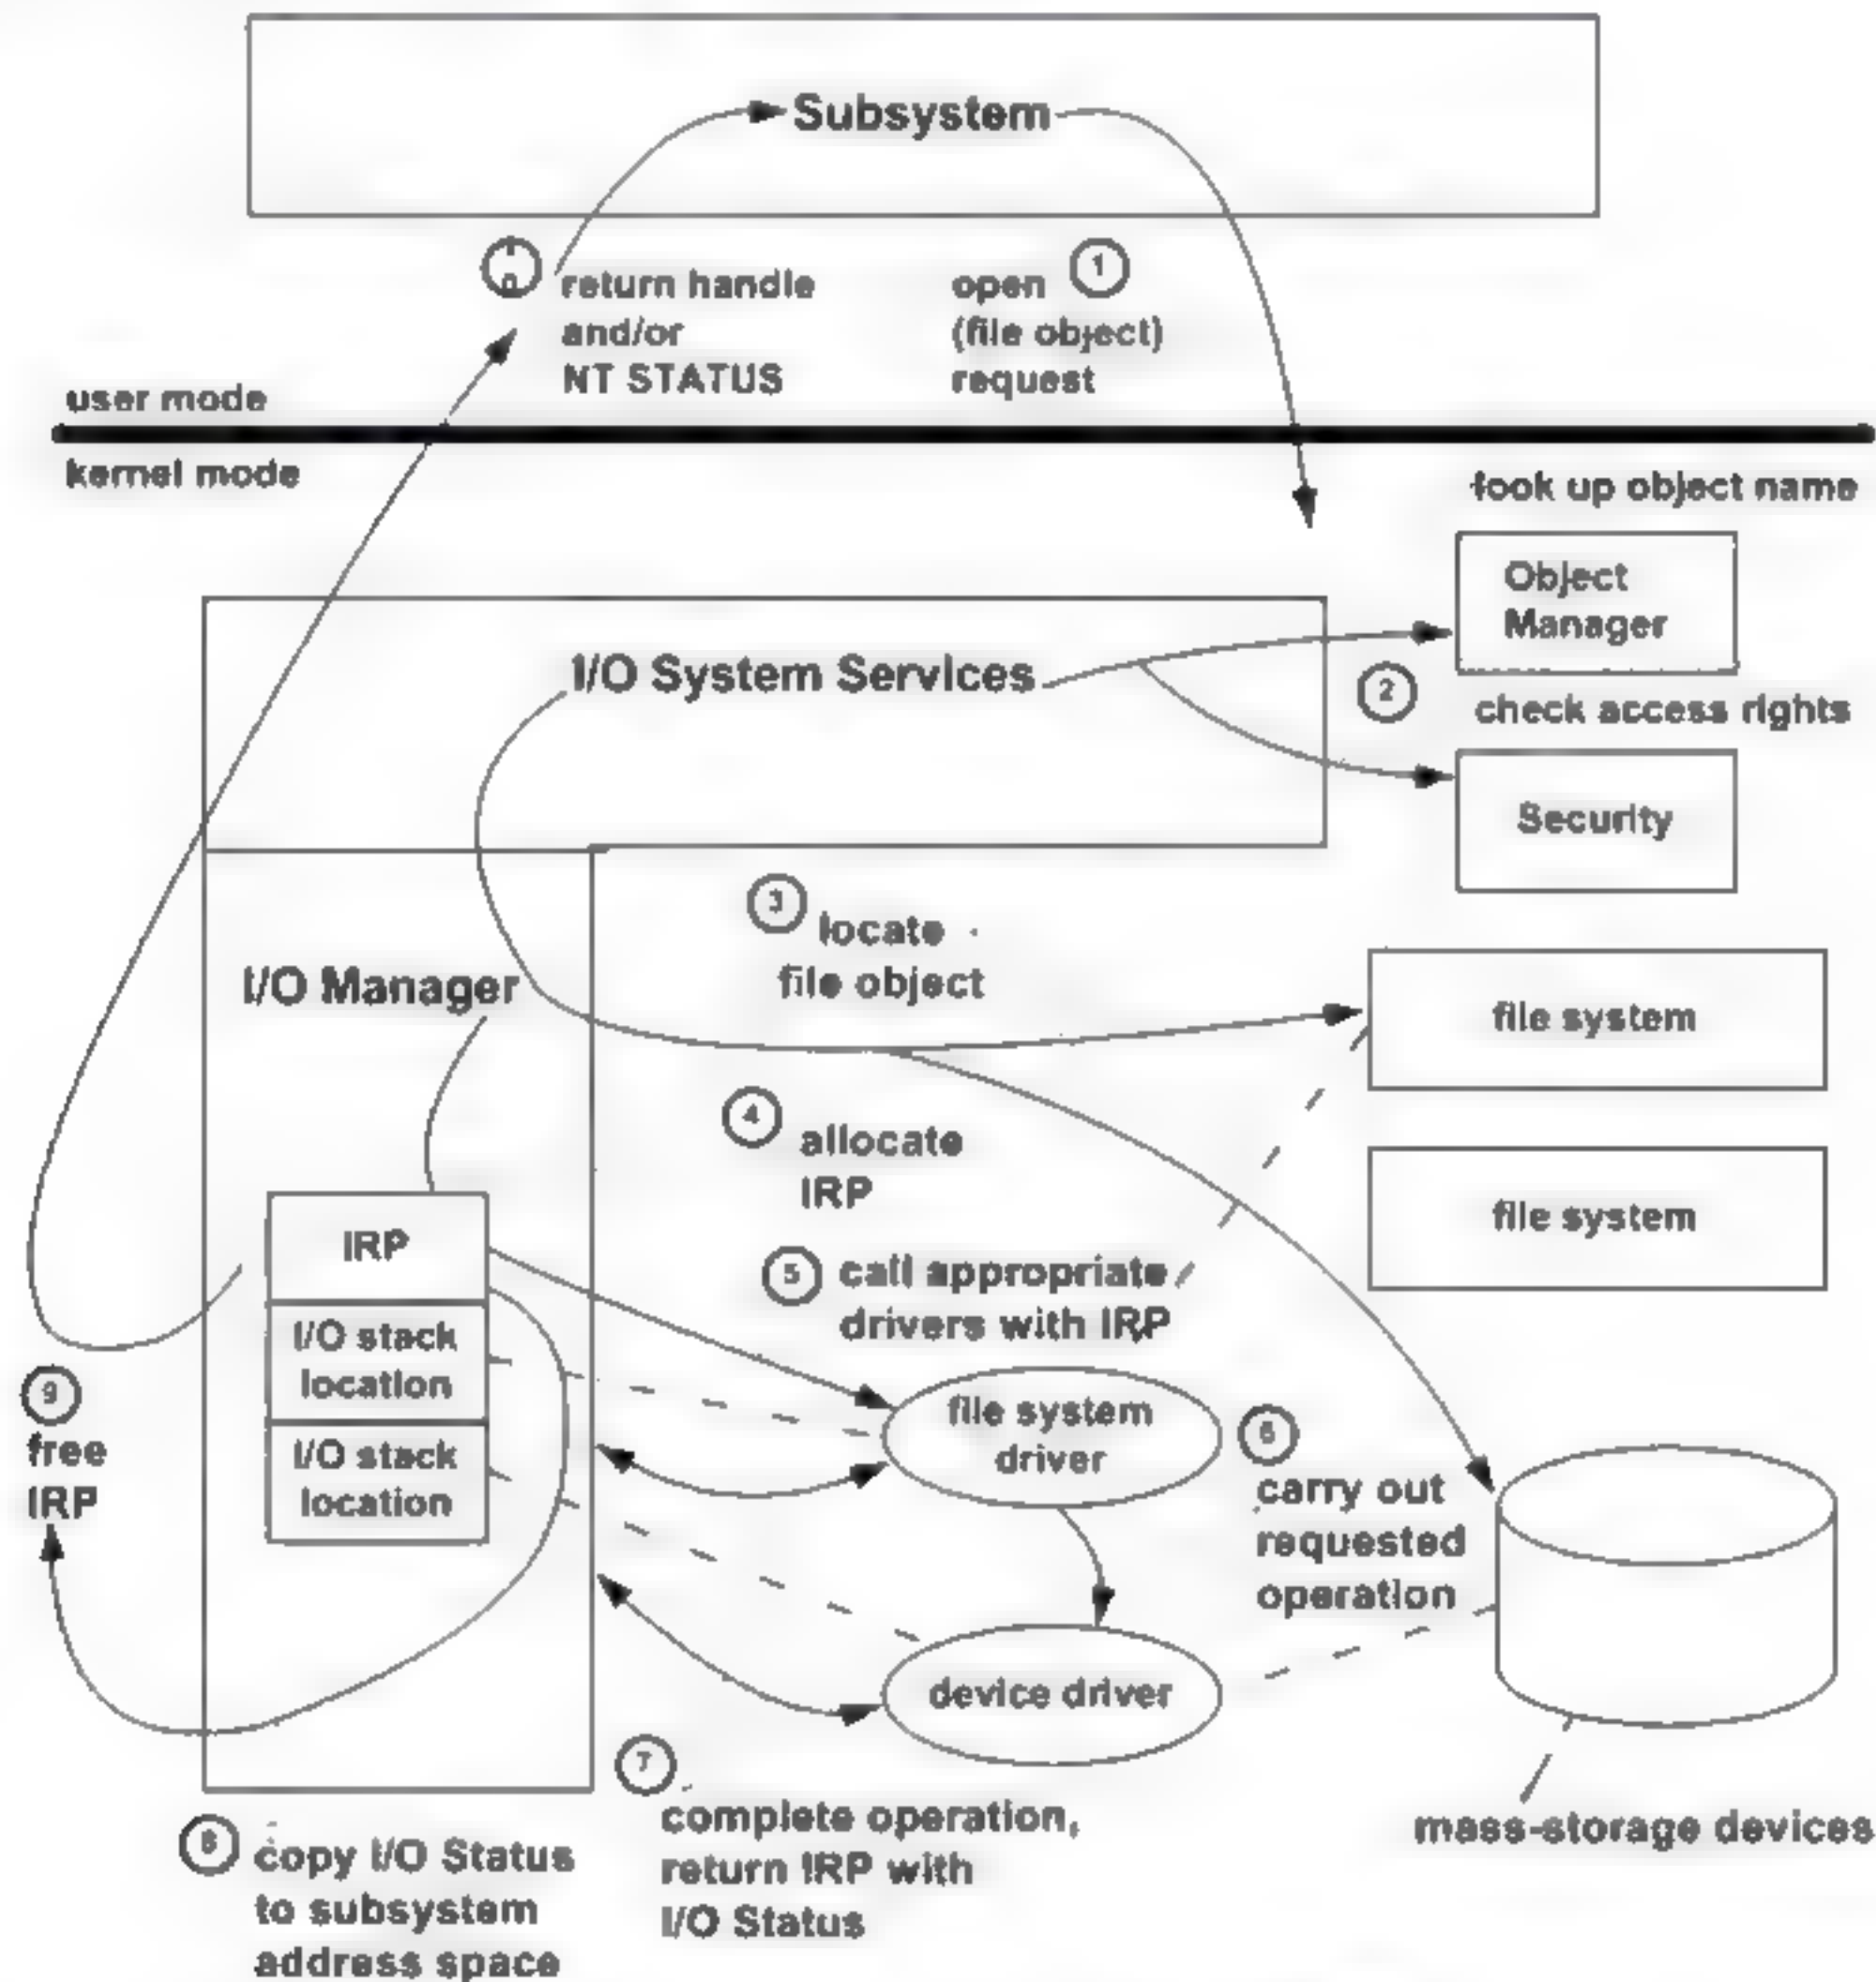 Subsystem
10
return handle
and/or
NT STATUS
open
1
(file object)
request
user mode
kernel mode
look up object name
Object
Manager
I/O System Services
2
check access rights
Security
3
locate
file object
I/O Manager
file system
4
allocate
IRP
file system
IRP
5
call appropriate
drivers with IRP
I/O stack
location
9
free
IRP
file system
driver
6
carry out
requested
operation
I/O stack
location
device driver
7
complete operation,
return IRP with
I/O Status
mass-storage devices
8
copy I/O Status
to subsystem
address space